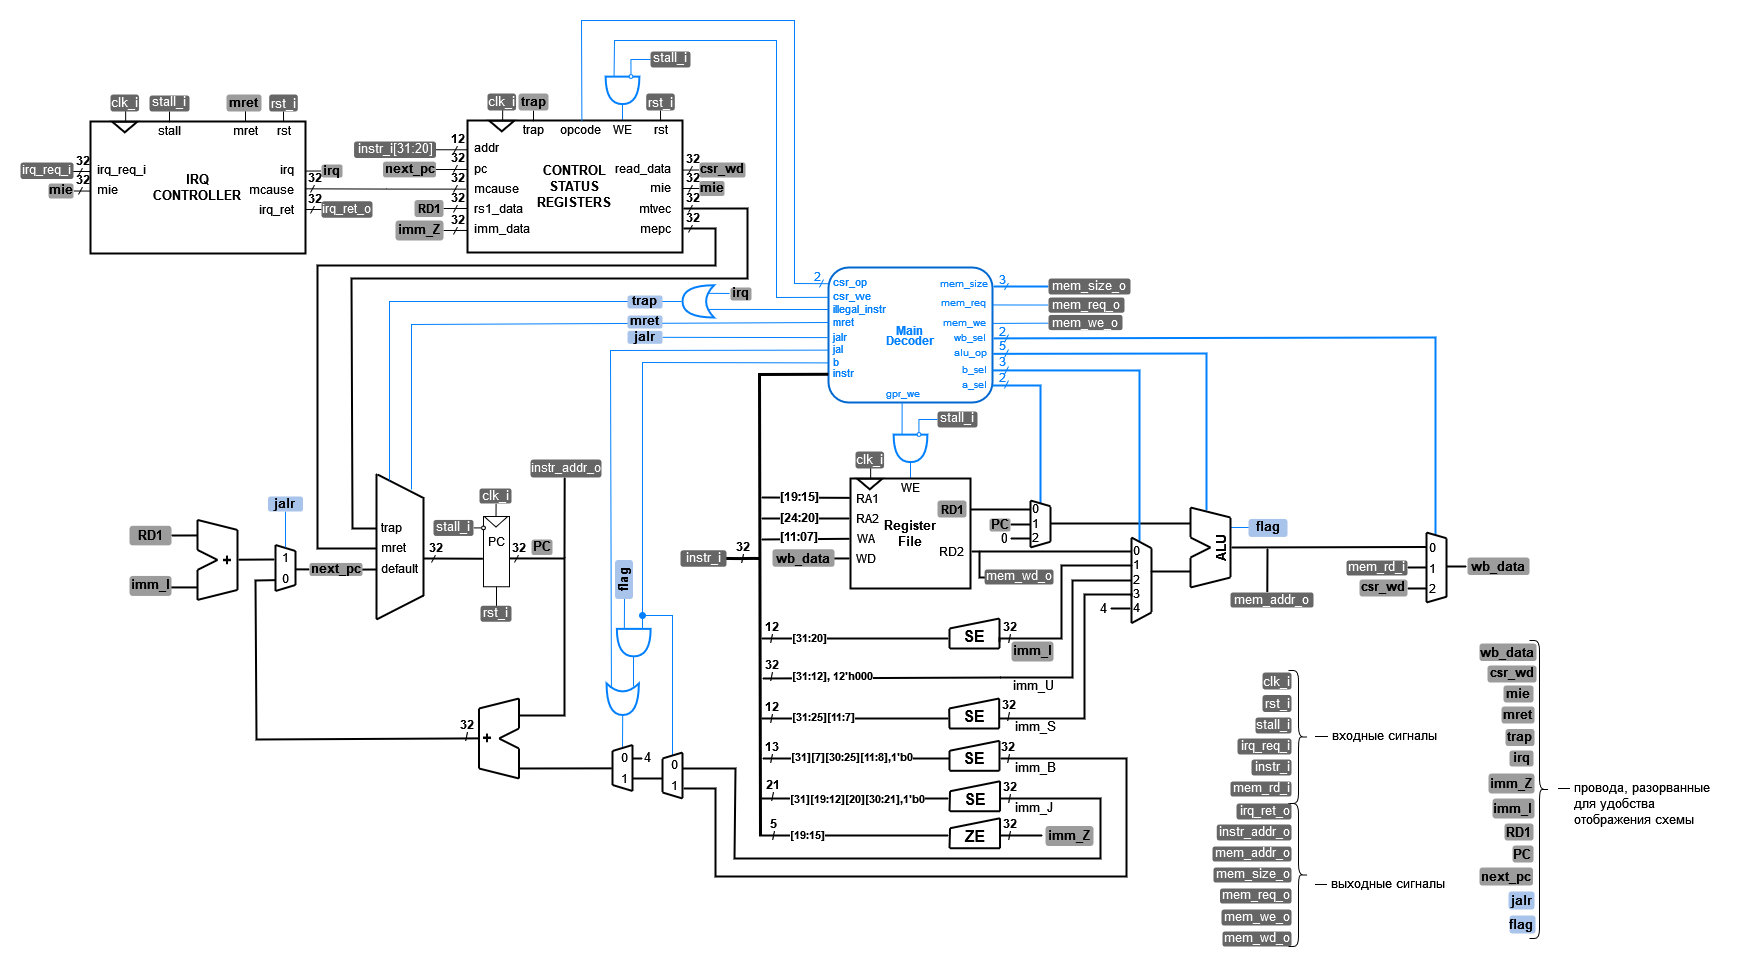 stall_i
clk_i
stall_i
mret
rst_i
stall
mret
rst
irq_req_i
32
irq_req_i
mie
32
mie
IRQ
CONTROLLER
irq
irq
mcause
32
irq_ret
32
irq_ret_o
clk_i
trap
rst_i
trap
opcode
WE
rst
instr_i[31:20]
12
addr
next_pc
32
pc
32
mcause
RD1
32
rs1_data
imm_Z
32
imm_data
CONTROL
STATUS
REGISTERS
read_data
32
csr_wd
mie
32
mie
mtvec
32
mepc
32
trap
irq
mret
jalr
2
csr_op
csr_we
illegal_instr
mret
jalr
jal
b
instr
Main
Decoder
mem_size
3
mem_size_o
mem_req
mem_req_o
mem_we
mem_we_o
wb_sel
2
alu_op
5
b_sel
3
a_sel
2
gpr_we
stall_i
clk_i
WE
[19:15]
RA1
[24:20]
RA2
[11:07]
WA
wb_data
WD
Register
File
RD1
RD2
instr_i
32
PC
0
0
1
2
mem_wd_o
0
1
2
3
4
4
ALU
flag
mem_addr_o
mem_rd_i
csr_wd
0
1
2
wb_data
jalr
RD1
imm_I
+
1
0
next_pc
trap
mret
default
32
instr_addr_o
clk_i
stall_i
PC
32
PC
rst_i
flag
32
+
0
1
4
0
1
12
[31:20]
SE
32
imm_I
32
[31:12], 12'h000
imm_U
12
[31:25][11:7]
SE
32
imm_S
13
[31][7][30:25][11:8],1'b0
SE
32
imm_B
21
[31][19:12][20][30:21],1'b0
SE
32
imm_J
5
[19:15]
ZE
32
imm_Z
clk_i
rst_i
stall_i
irq_req_i
instr_i
mem_rd_i
— входные сигналы
irq_ret_o
instr_addr_o
mem_addr_o
mem_size_o
mem_req_o
mem_we_o
mem_wd_o
— выходные сигналы
wb_data
csr_wd
mie
mret
trap
irq
imm_Z
imm_I
RD1
PC
next_pc
jalr
flag
— провода, разорванные
для удобства
отображения схемы